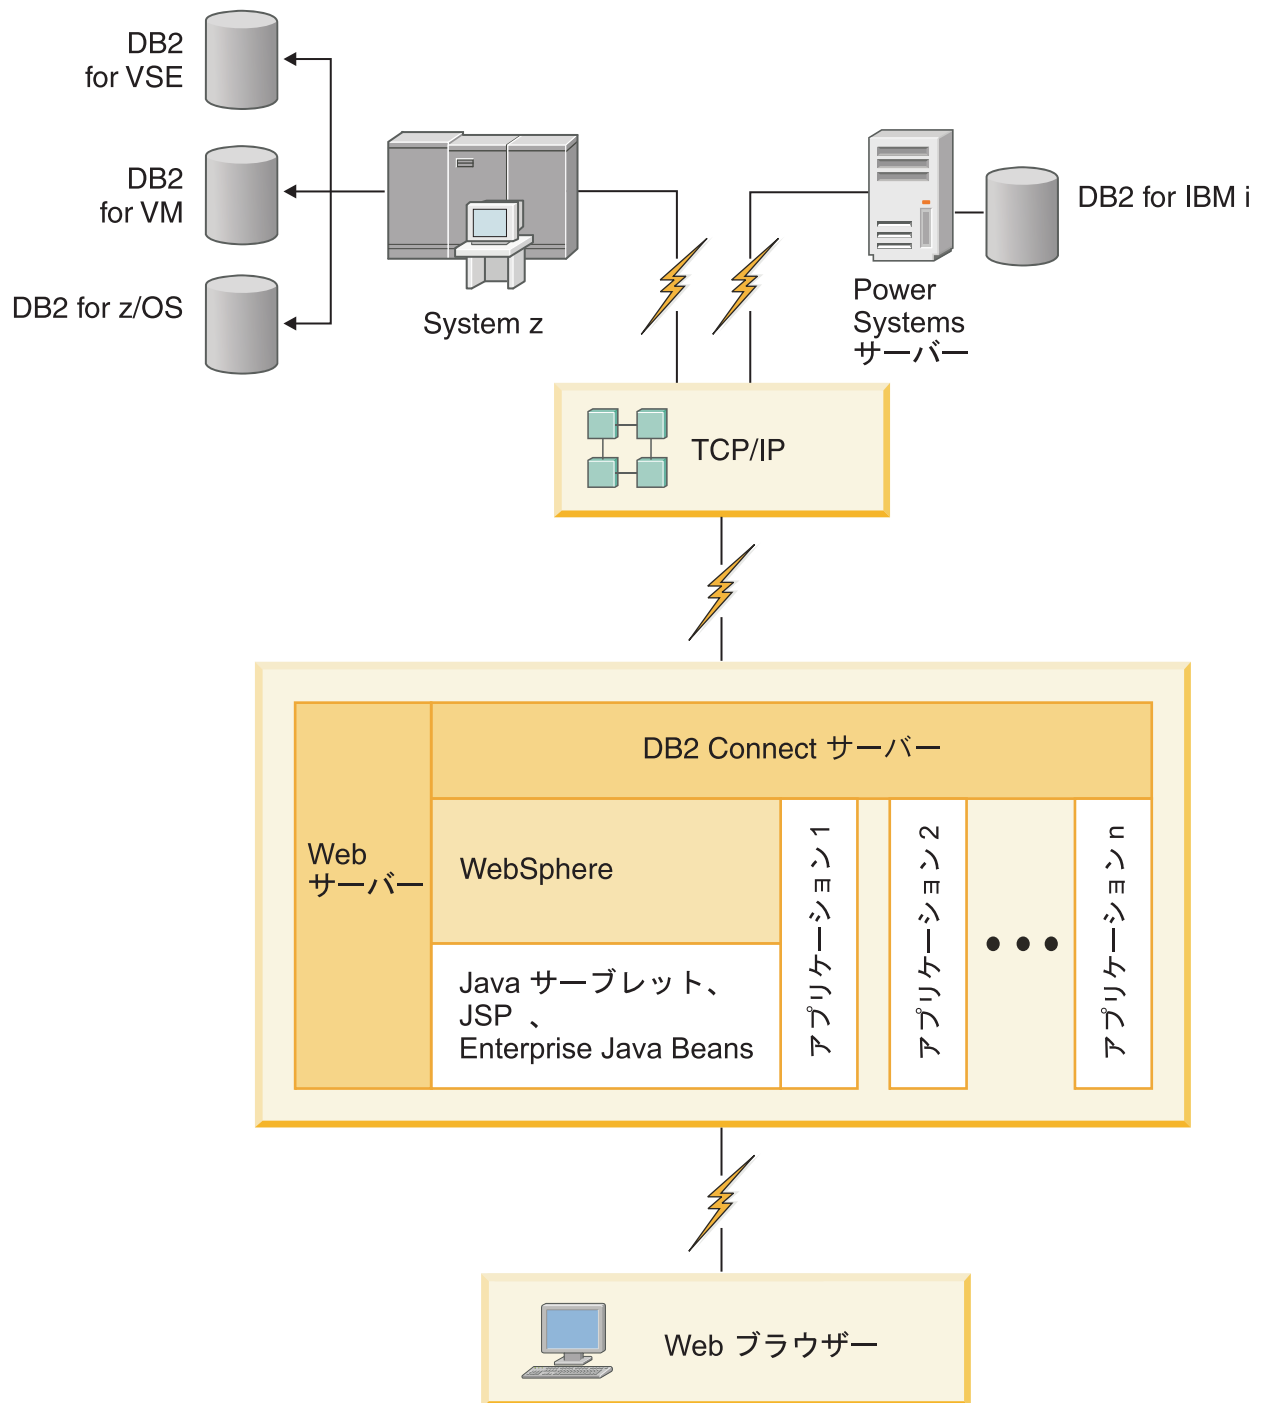 DB2
for VSE
DB2
for VM
DB2 for z/OS
System z
Power
Systems
サーバー
DB2 for IBM i
TCP/IP
DB2 Connect サーバー
Web
サーバー
WebSphere
Java サーブレット、
JSP 、
Enterprise Java Beans
アプリケーション 1
アプリケーション 2
アプリケーション n
Web ブラウザー